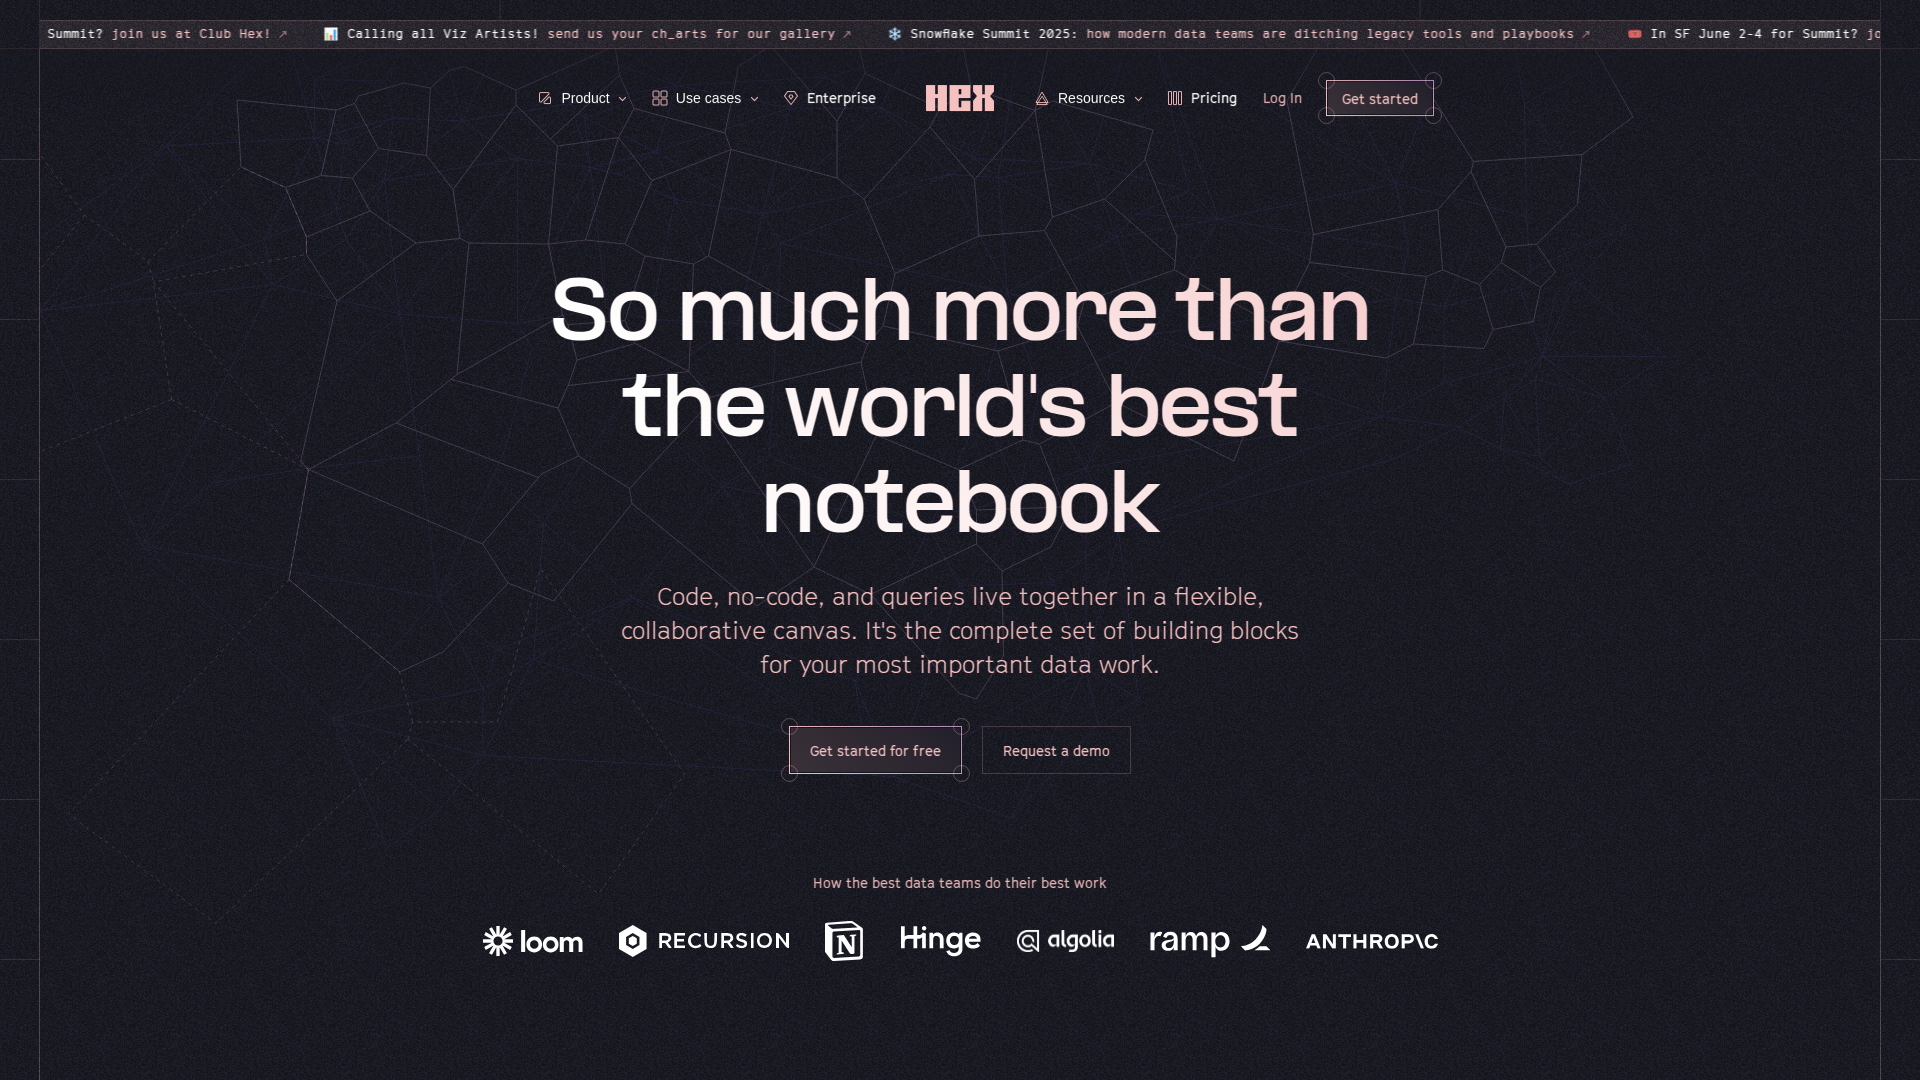 Summit? join us at Club Hex! ↗ 📊 Calling all Viz Artists! send us your ch_arts for our gallery ↗ ❄️ Snowflake Summit 2025: how modern data teams are ditching legacy tools and playbooks ↗ 🎟️ In SF June 2-4 for Summit? jo
Product Use cases Enterprise HEX Resources Pricing Log In Get started
So much more than
the world's best
notebook
Code, no-code, and queries live together in a flexible,
collaborative canvas. It's the complete set of building blocks
for your most important data work.
Get started for free Request a demo
How the best data teams do their best work
loom RECURSION N Hinge algolia ramp ANTHROP\C